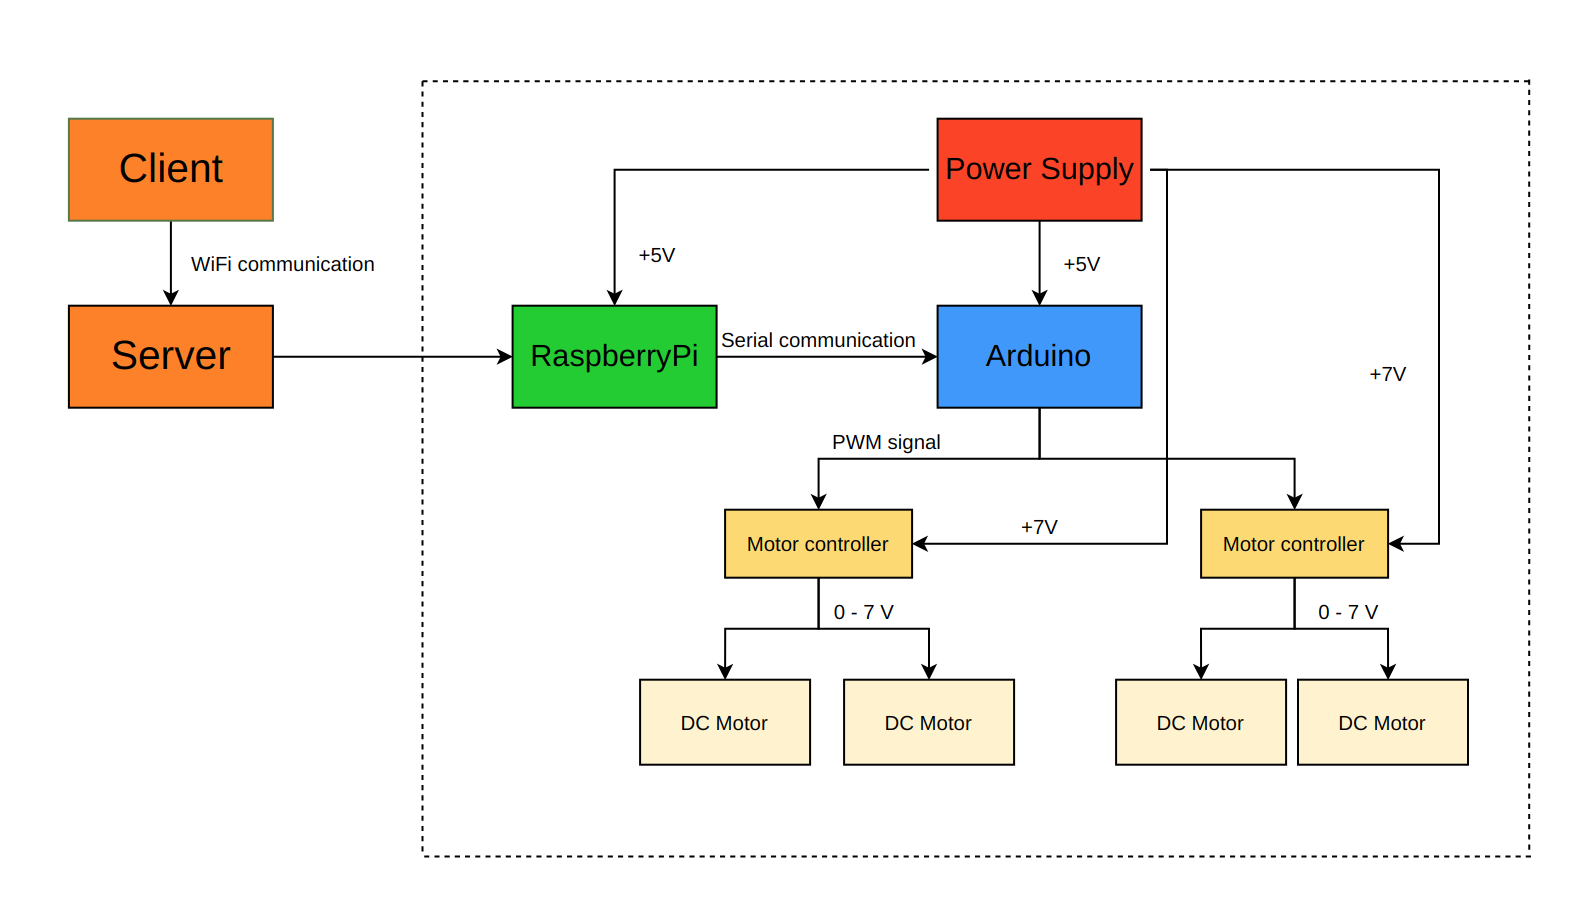 Client
Power Supply
WiFi communication
+5V
+5V
Server
RaspberryPi
Serial communication
Arduino
+7V
PWM signal
+7V
Motor controller
Motor controller
0 - 7 V
0 - 7 V
DC Motor
DC Motor
DC Motor
DC Motor